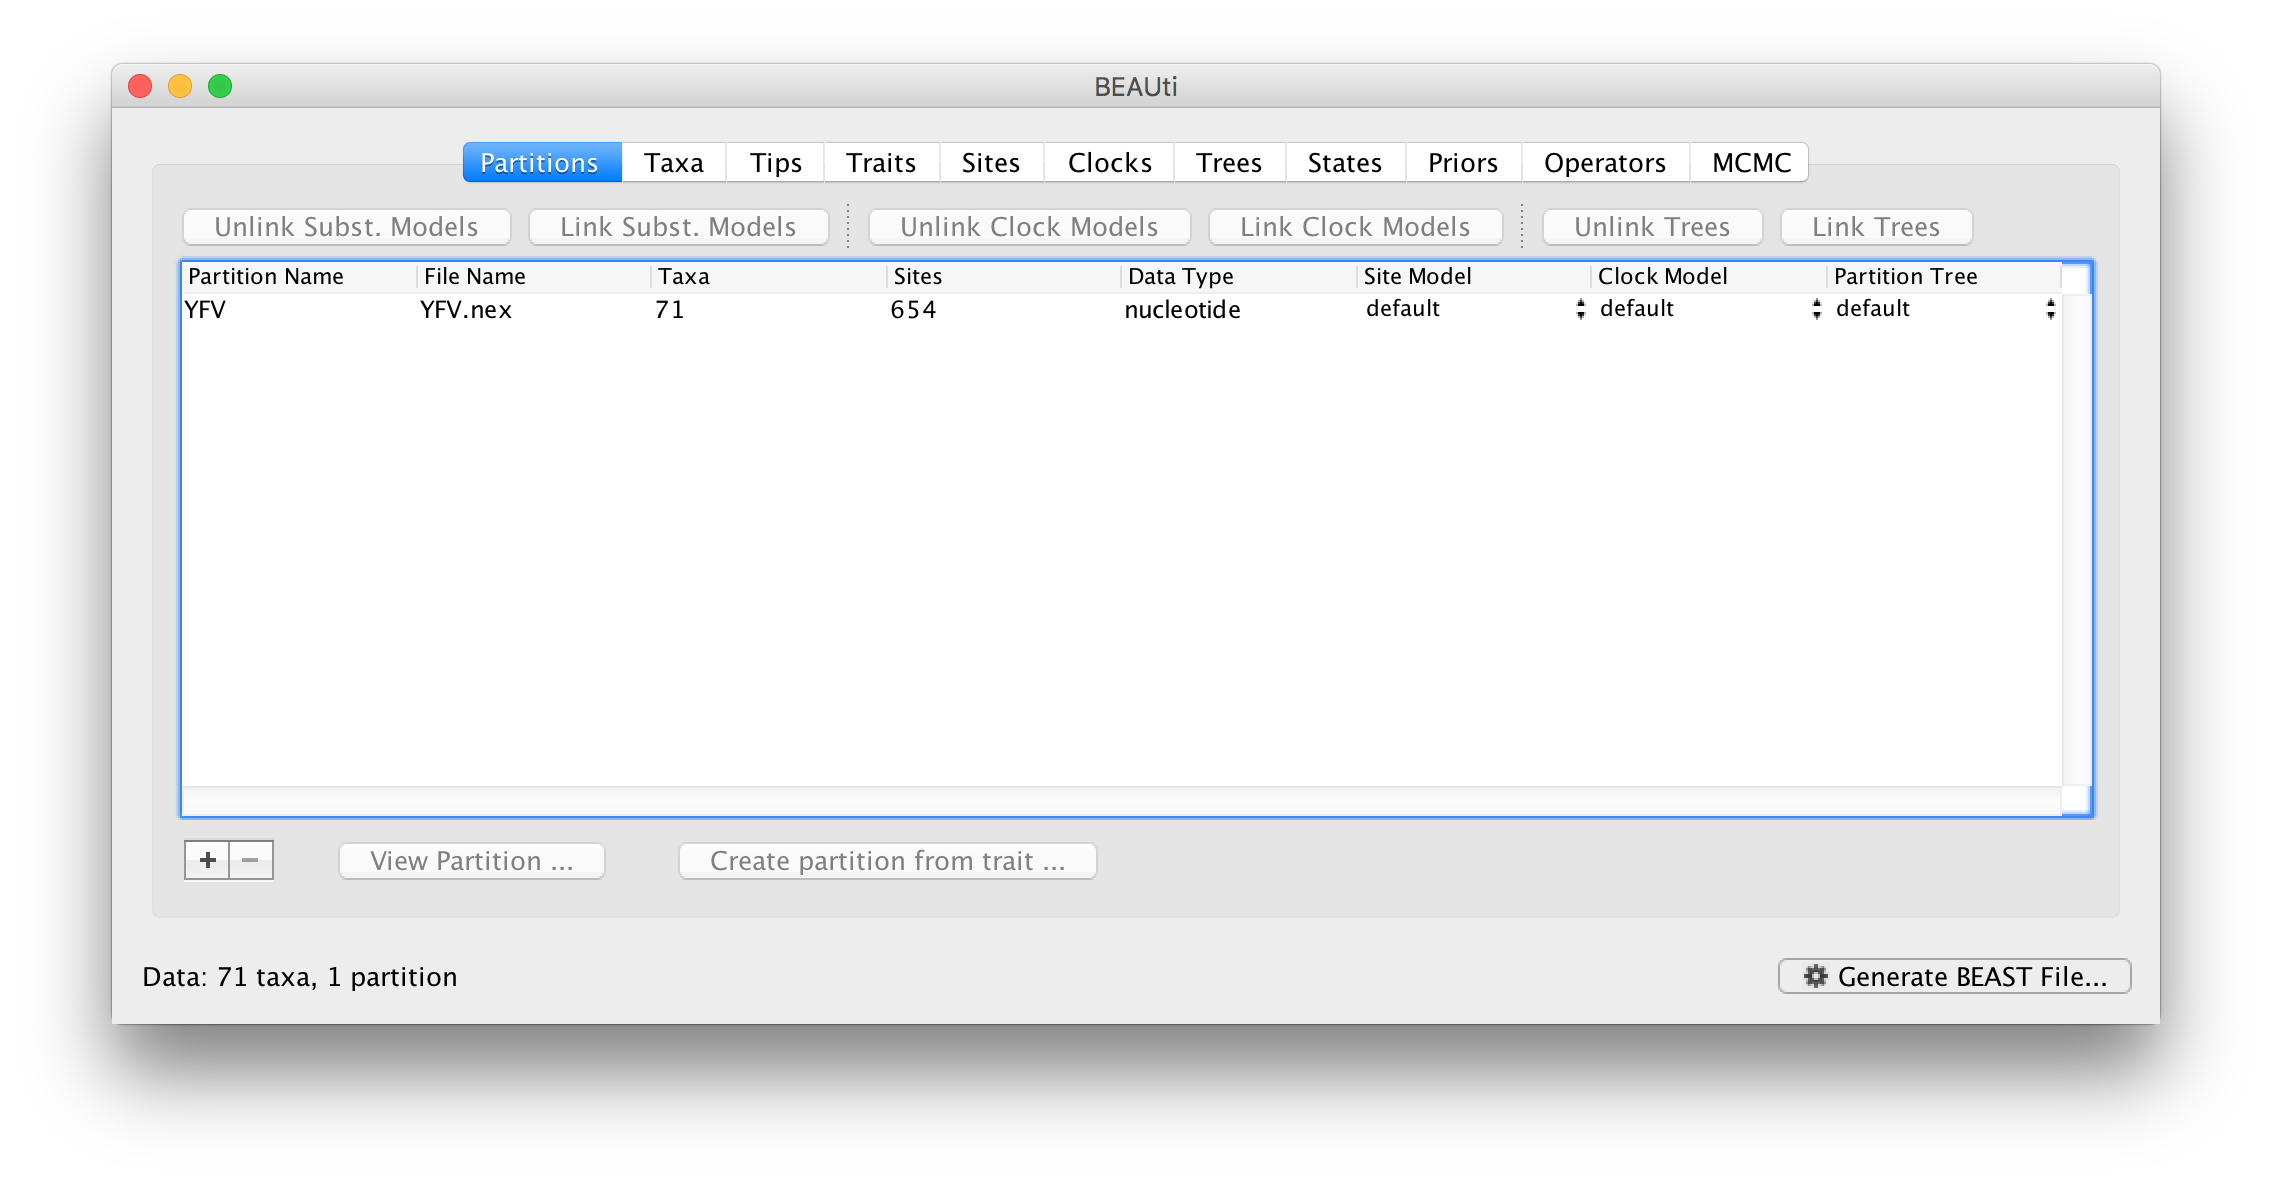 BEAUti
Partitions Taxa Tips Traits Sites Clocks Trees States Priors Operators MCMC
Unlink Subst. Models Link Subst. Models Unlink Clock Models Link Clock Models Unlink Trees Link Trees
Partition Name File Name Taxa Sites Data Type Site Model Clock Model Partition Tree
YFV YFV.nex 71 654 nucleotide default default default
+ − View Partition ... Create partition from trait ...
Data: 71 taxa, 1 partition Generate BEAST File...